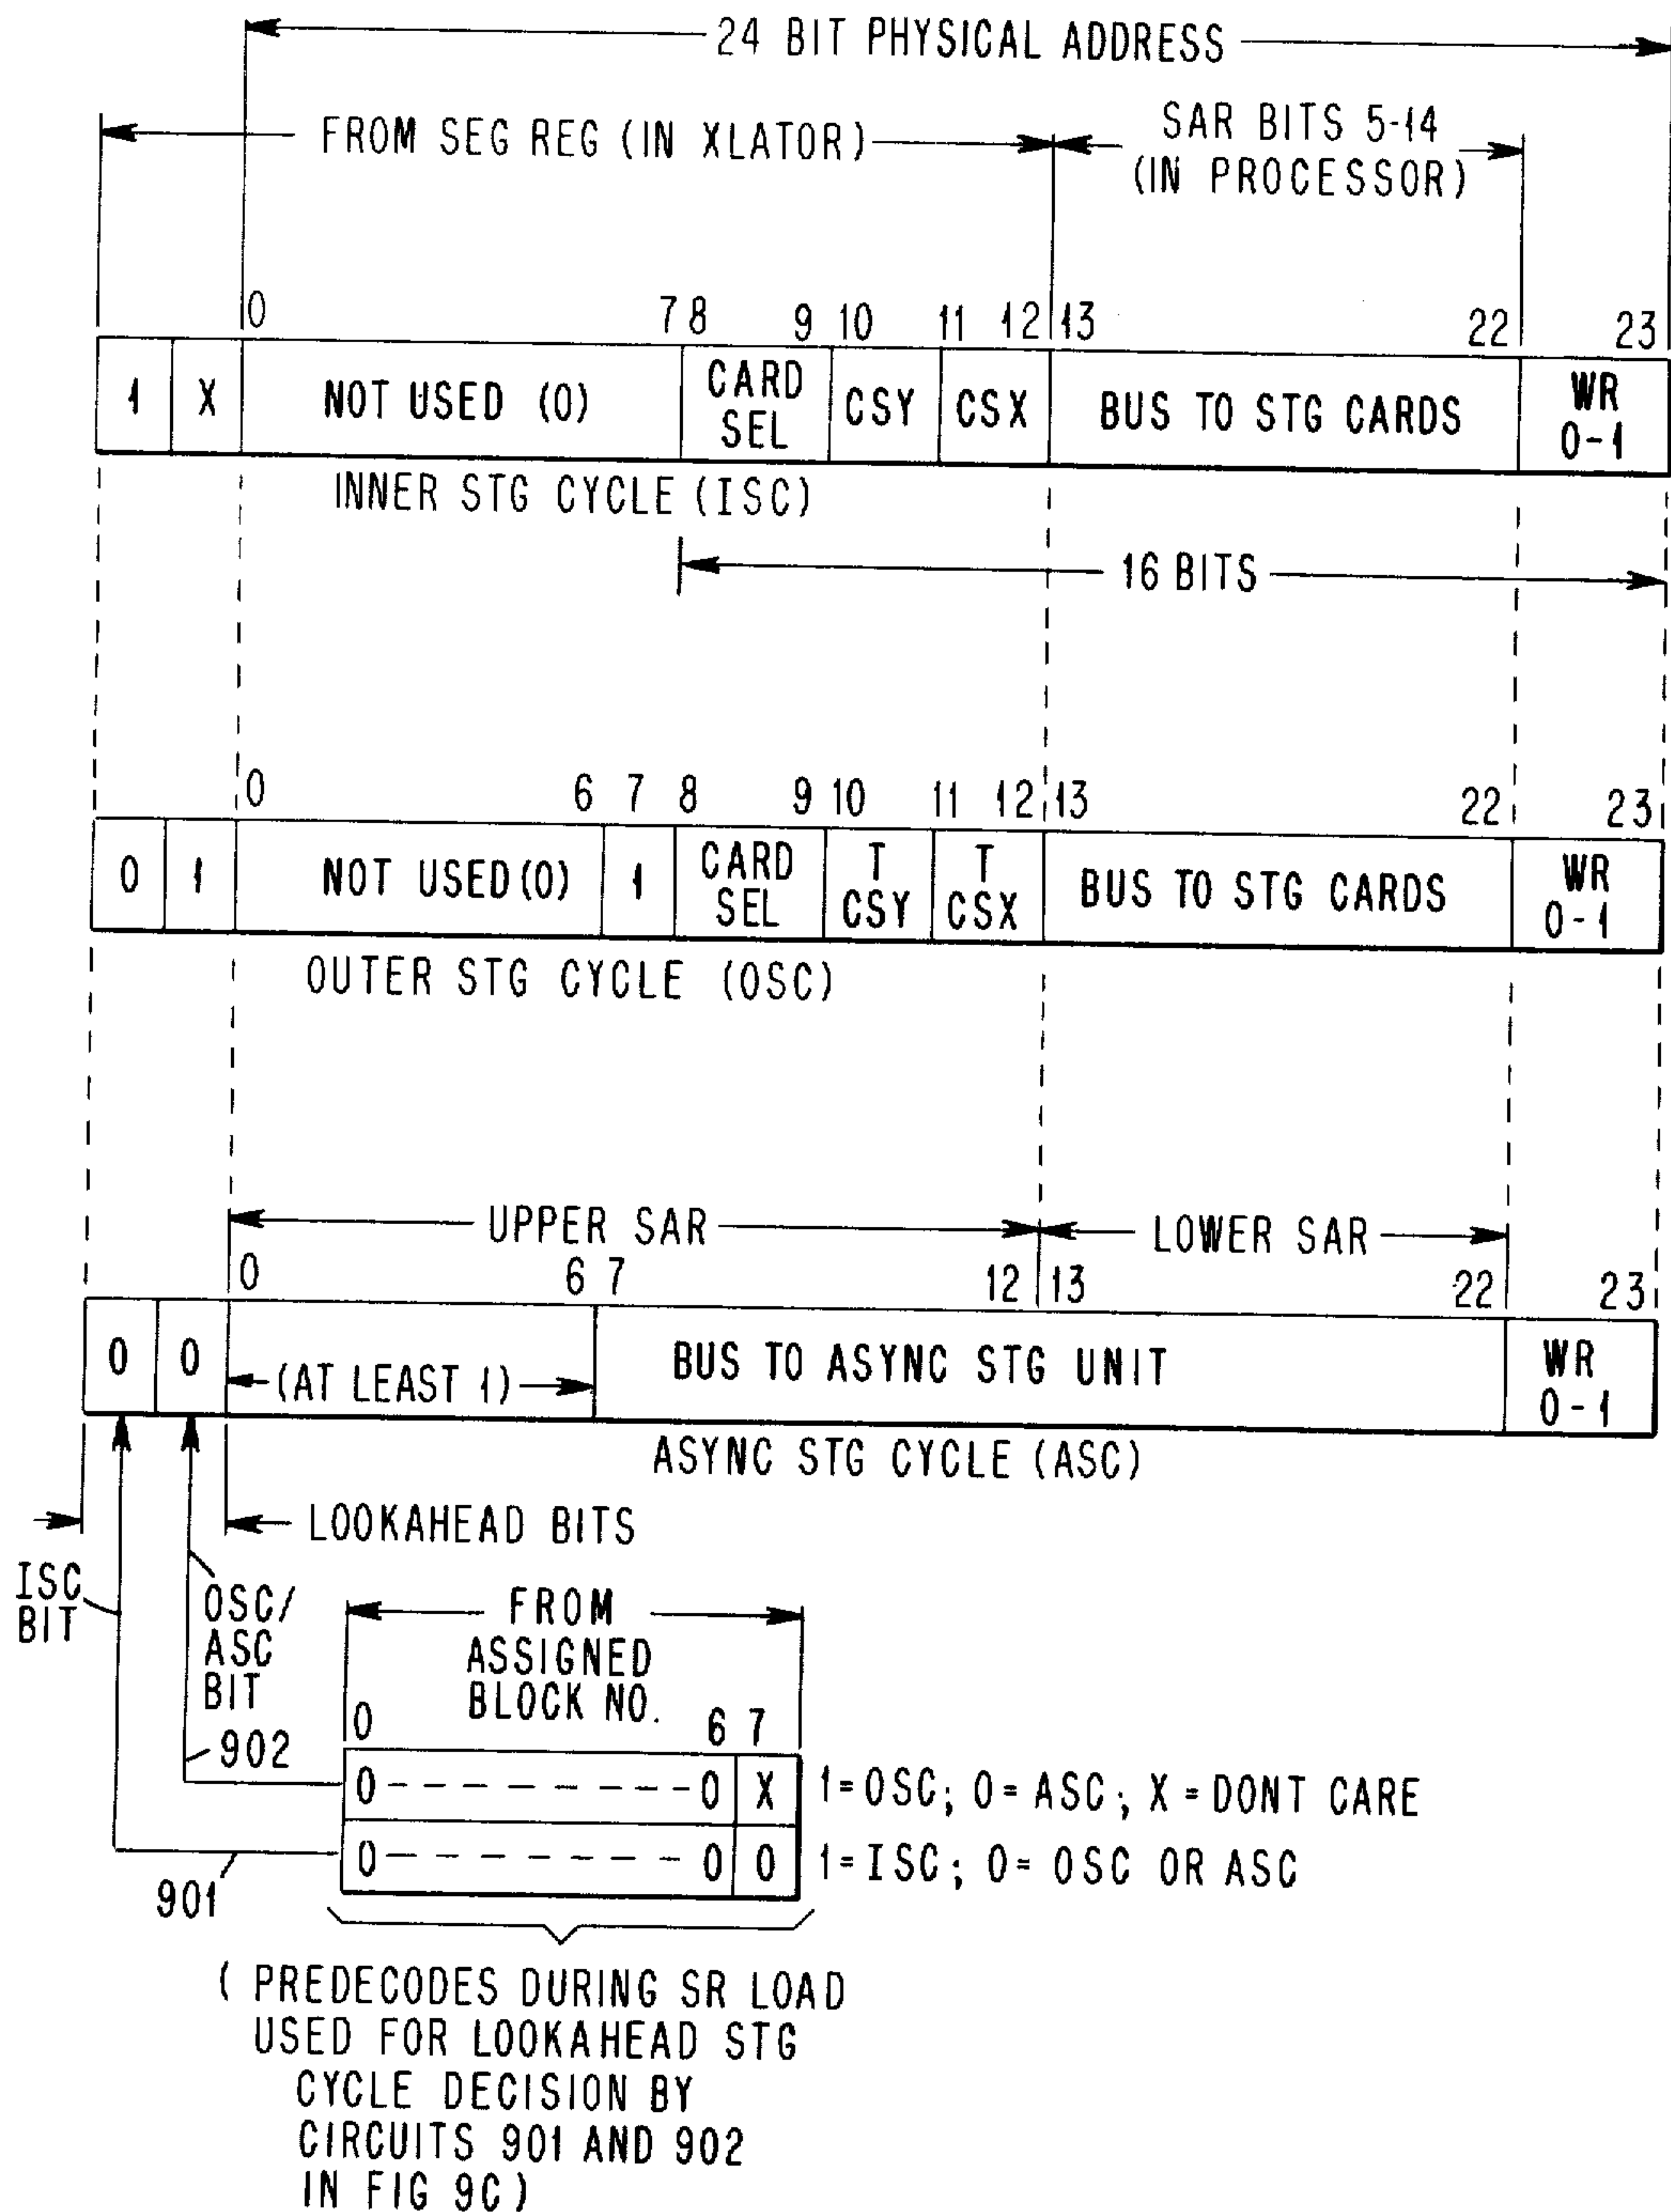 24 BIT PHYSICAL ADDRESS
FROM SEG REG (IN XLATOR)
SAR BITS 5-14
(IN PROCESSOR)
0 7 8 9 10 11 12 13 22 23
1 X NOT USED (0) CARD SEL CSY CSX BUS TO STG CARDS WR 0-1
INNER STG CYCLE (ISC)
16 BITS
0 6 7 8 9 10 11 12 13 22 23
0 1 NOT USED (0) 1 CARD SEL T CSY T CSX BUS TO STG CARDS WR 0-1
OUTER STG CYCLE (OSC)
UPPER SAR LOWER SAR
0 6 7 12 13 22 23
0 0 (AT LEAST 1) BUS TO ASYNC STG UNIT WR 0-1
ASYNC STG CYCLE (ASC)
LOOKAHEAD BITS
ISC
BIT
OSC/
ASC
BIT
FROM
ASSIGNED
BLOCK NO.
902
0 6 7
0--------0 X 1=OSC; 0=ASC; X=DONT CARE
0-------0 0 1=ISC; 0=OSC OR ASC
901
( PREDECODES DURING SR LOAD
USED FOR LOOKAHEAD STG
CYCLE DECISION BY
CIRCUITS 901 AND 902
IN FIG 9C)